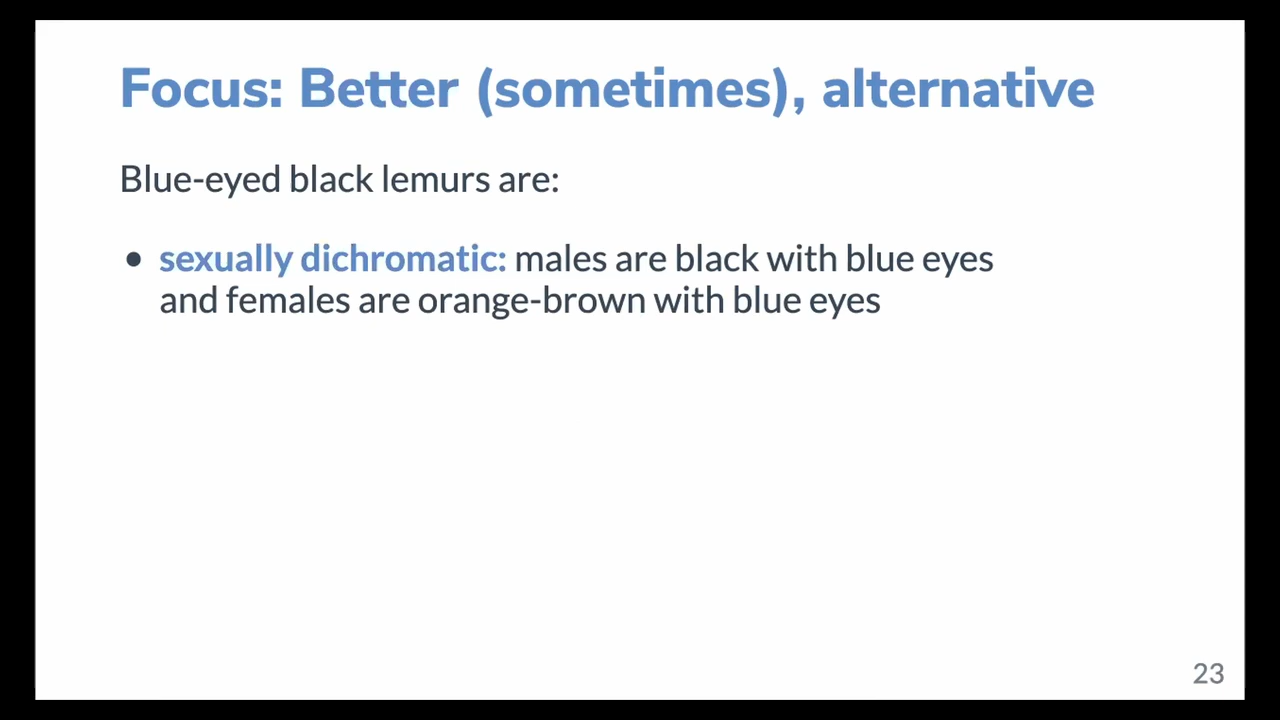 Focus: Better (sometimes), alternative
Blue-eyed black lemurs are:
• sexually dichromatic: males are black with blue eyes
and females are orange-brown with blue eyes
23